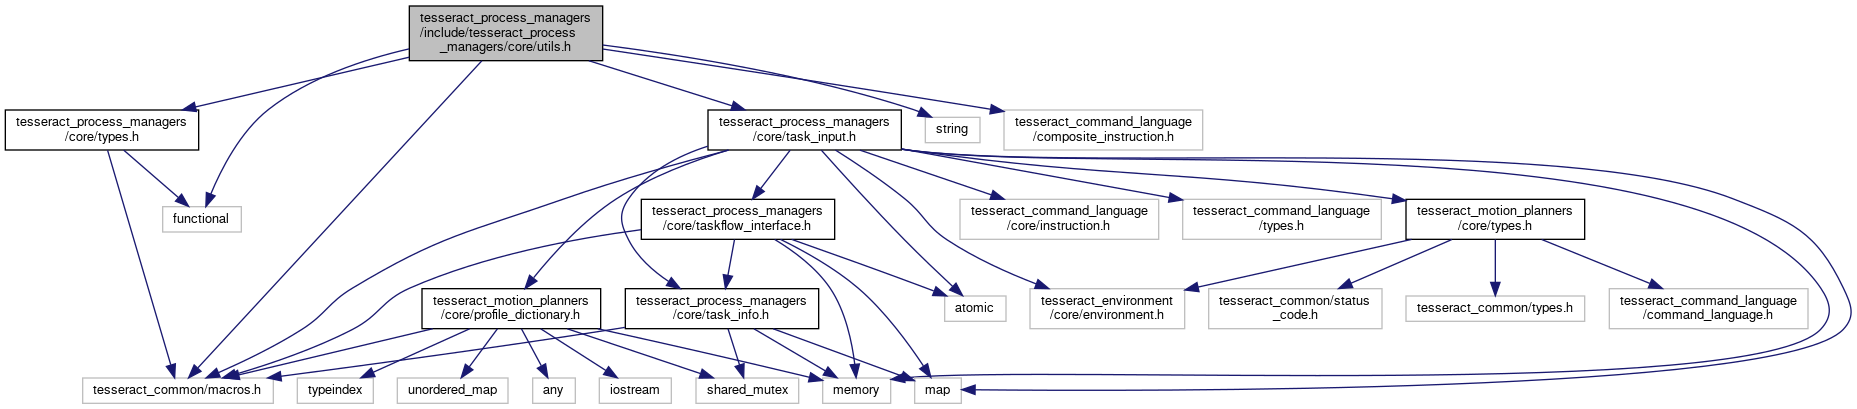 tesseract_process_managers
/include/tesseract_process
_managers/core/utils.h
tesseract_process_managers
/core/types.h
tesseract_process_managers
/core/task_input.h
string
tesseract_command_language
/composite_instruction.h
functional
tesseract_process_managers
/core/taskflow_interface.h
tesseract_command_language
/core/instruction.h
tesseract_command_language
/types.h
tesseract_motion_planners
/core/types.h
tesseract_motion_planners
/core/profile_dictionary.h
tesseract_process_managers
/core/task_info.h
atomic
tesseract_environment
/core/environment.h
tesseract_common/status
_code.h
tesseract_common/types.h
tesseract_command_language
/command_language.h
tesseract_common/macros.h
typeindex
unordered_map
any
iostream
shared_mutex
memory
map